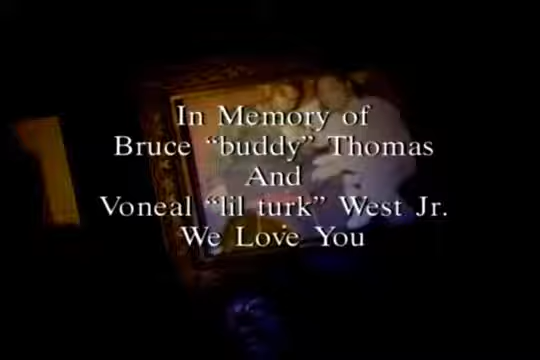 In Memory of
Bruce “buddy” Thomas
And
Voneal “lil turk” West Jr.
We Love You